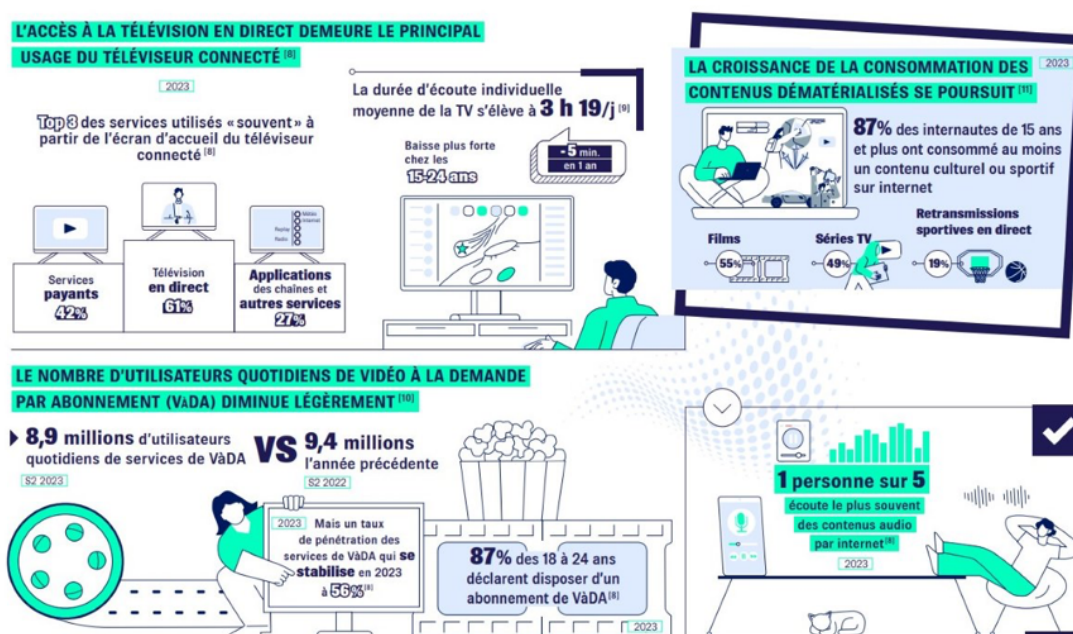 L'ACCÈS À LA TÉLÉVISION EN DIRECT DEMEURE LE PRINCIPAL
USAGE DU TÉLÉVISEUR CONNECTÉ [8]
2023
Top 3 des services utilisés « souvent » à
partir de l'écran d'accueil du téléviseur
connecté [8]
Services
payants
42%
Télévision
en direct
61%
Météo
Internet
Replay
Radio
Applications
des chaînes et
autres services
27%
La durée d'écoute individuelle
moyenne de la TV s'élève à 3 h 19/j [9]
Baisse plus forte
chez les
15-24 ans
- 5 min.
en 1 an
LA CROISSANCE DE LA CONSOMMATION DES
2023
CONTENUS DÉMATÉRIALISÉS SE POURSUIT [11]
87% des internautes de 15 ans
et plus ont consommé au moins
un contenu culturel ou sportif
sur internet
Films
55%
Séries TV
49%
Retransmissions
sportives en direct
19%
LE NOMBRE D'UTILISATEURS QUOTIDIENS DE VIDÉO À LA DEMANDE
PAR ABONNEMENT (VÀDA) DIMINUE LÉGÈREMENT [10]
8,9 millions d'utilisateurs
quotidiens de services de VàDA
S2 2023
VS
9,4 millions
l'année précédente
S2 2022
2023 Mais un taux
de pénétration des
services de VàDA qui se
stabilise en 2023
à 56% [8]
87% des 18 à 24 ans
déclarent disposer d'un
abonnement de VàDA [8]
2023
1 personne sur 5
écoute le plus souvent
des contenus audio
par internet [8]
2023